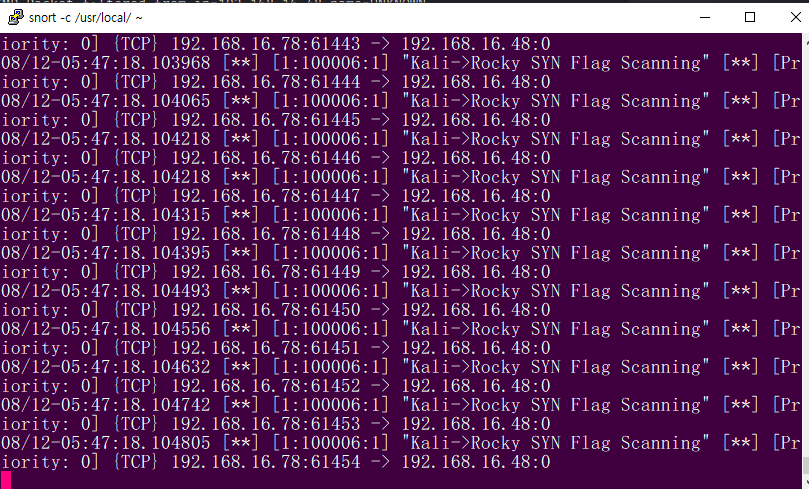 snort -c /usr/local/ ~
iority: 0] {TCP} 192.168.16.78:61443 -> 192.168.16.48:0
08/12-05:47:18.103968 [**] [1:100006:1] "Kali->Rocky SYN Flag Scanning" [**] [Pr
iority: 0] {TCP} 192.168.16.78:61444 -> 192.168.16.48:0
08/12-05:47:18.104065 [**] [1:100006:1] "Kali->Rocky SYN Flag Scanning" [**] [Pr
iority: 0] {TCP} 192.168.16.78:61445 -> 192.168.16.48:0
08/12-05:47:18.104218 [**] [1:100006:1] "Kali->Rocky SYN Flag Scanning" [**] [Pr
iority: 0] {TCP} 192.168.16.78:61446 -> 192.168.16.48:0
08/12-05:47:18.104218 [**] [1:100006:1] "Kali->Rocky SYN Flag Scanning" [**] [Pr
iority: 0] {TCP} 192.168.16.78:61447 -> 192.168.16.48:0
08/12-05:47:18.104315 [**] [1:100006:1] "Kali->Rocky SYN Flag Scanning" [**] [Pr
iority: 0] {TCP} 192.168.16.78:61448 -> 192.168.16.48:0
08/12-05:47:18.104395 [**] [1:100006:1] "Kali->Rocky SYN Flag Scanning" [**] [Pr
iority: 0] {TCP} 192.168.16.78:61449 -> 192.168.16.48:0
08/12-05:47:18.104493 [**] [1:100006:1] "Kali->Rocky SYN Flag Scanning" [**] [Pr
iority: 0] {TCP} 192.168.16.78:61450 -> 192.168.16.48:0
08/12-05:47:18.104556 [**] [1:100006:1] "Kali->Rocky SYN Flag Scanning" [**] [Pr
iority: 0] {TCP} 192.168.16.78:61451 -> 192.168.16.48:0
08/12-05:47:18.104632 [**] [1:100006:1] "Kali->Rocky SYN Flag Scanning" [**] [Pr
iority: 0] {TCP} 192.168.16.78:61452 -> 192.168.16.48:0
08/12-05:47:18.104742 [**] [1:100006:1] "Kali->Rocky SYN Flag Scanning" [**] [Pr
iority: 0] {TCP} 192.168.16.78:61453 -> 192.168.16.48:0
08/12-05:47:18.104805 [**] [1:100006:1] "Kali->Rocky SYN Flag Scanning" [**] [Pr
iority: 0] {TCP} 192.168.16.78:61454 -> 192.168.16.48:0